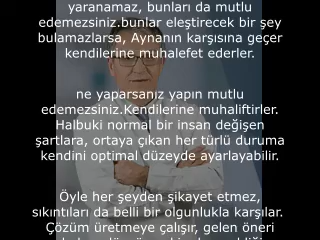 yaranamaz, bunları da mutlu
edemezsiniz.bunlar eleştirecek bir şey
bulamazlarsa, Aynanın karşısına geçer
kendilerine muhalefet ederler.
ne yaparsanız yapın mutlu
edemezsiniz.Kendilerine muhaliftirler.
Halbuki normal bir insan değişen
şartlara, ortaya çıkan her türlü duruma
kendini optimal düzeyde ayarlayabilir.
Öyle her şeyden şikayet etmez,
sıkıntıları da belli bir olgunlukla karşılar.
Çözüm üretmeye çalışır, gelen öneri